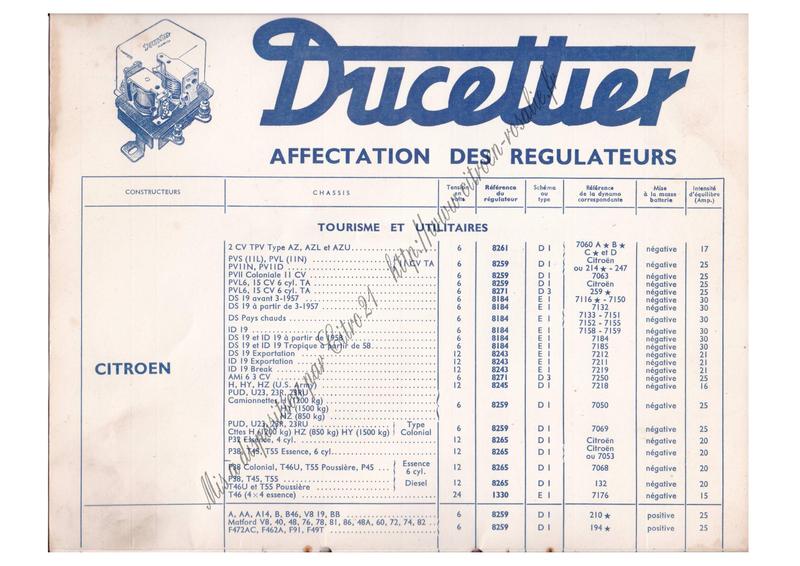 Ducellier
Ducellier
AFFECTATION DES REGULATEURS
CONSTRUCTEURS CHASSIS Tension en volts Référence du régulateur Schéma ou type Référence de la dynamo correspondante Mise à la masse batterie Intensité d'équilibre (Amp.)
TOURISME ET UTILITAIRES
CITROEN
2 CV TPV Type AZ, AZL et AZU 6 8261 D I 7060 A ★ B ★ C ★ et D négative 17
PVS (11L), PVL (11N)
PV11N, PV11D 11 CV TA 6 8259 D I Citroën ou 214 ★ - 247 négative 25
PVII Coloniale 11 CV 6 8259 D I 7063 négative 25
PVL6, 15 CV 6 cyl. TA 6 8259 D I Citroën négative 25
PVL6, 15 CV 6 cyl. TA 6 8271 D 3 259 ★ négative 25
DS 19 avant 3-1957 6 8184 E I 7116 ★ - 7150 négative 30
DS 19 à partir de 3-1957 6 8184 E I 7132 négative 30
DS Pays chauds 6 8184 E I 7133 - 7151 7152 - 7155 négative 30
ID 19 6 8184 E I 7158 - 7159 négative 30
DS 19 et ID 19 à partir de 1958 6 8184 E I 7184 négative 30
DS 19 et ID 19 Tropique à partir de 58 6 8184 E I 7185 négative 30
DS 19 Exportation 12 8243 E I 7212 négative 21
ID 19 Exportation 12 8243 E I 7211 négative 21
ID 19 Break 12 8243 E I 7219 négative 21
AMi 6 3 CV 6 8271 D 3 7250 négative 25
H, HY, HZ (U.S. Army) 12 8245 D I 7218 négative 16
PUD, U23, 23R, 23RU
Camionnettes H (1200 kg)
HY (1500 kg) 6 8259 D I 7050 négative 25
HZ (850 kg)
PUD, U23, 23R, 23RU
Cttes H (1200 kg) HZ (850 kg) HY (1500 kg) Type Colonial 6 8259 D I 7069 négative 25
P32 Essence, 4 cyl. 12 8265 D I Citroën négative 20
P38, T45, T55 Essence, 6 cyl. 12 8265 D I Citroën ou 7053 négative 20
P38 Colonial, T46U, T55 Poussière, P45 Essence 6 cyl. 12 8265 D I 7068 négative 20
P38, T45, T55
T46U et T55 Poussière Diesel 12 8265 D I 132 négative 20
T46 (4×4 essence) 24 1330 E I 7176 négative 15
A, AA, A14, B, B46, V8 19, BB 6 8259 D I 210 ★ positive 25
Matford V8, 40, 48, 76, 78, 81, 86, 48A, 60, 72, 74, 82
F472AC, F462A, F91, F49T 6 8259 D I 194 ★ positive 25
Mis à disposition par Citro21 http://www.citroen-rosalie.fr